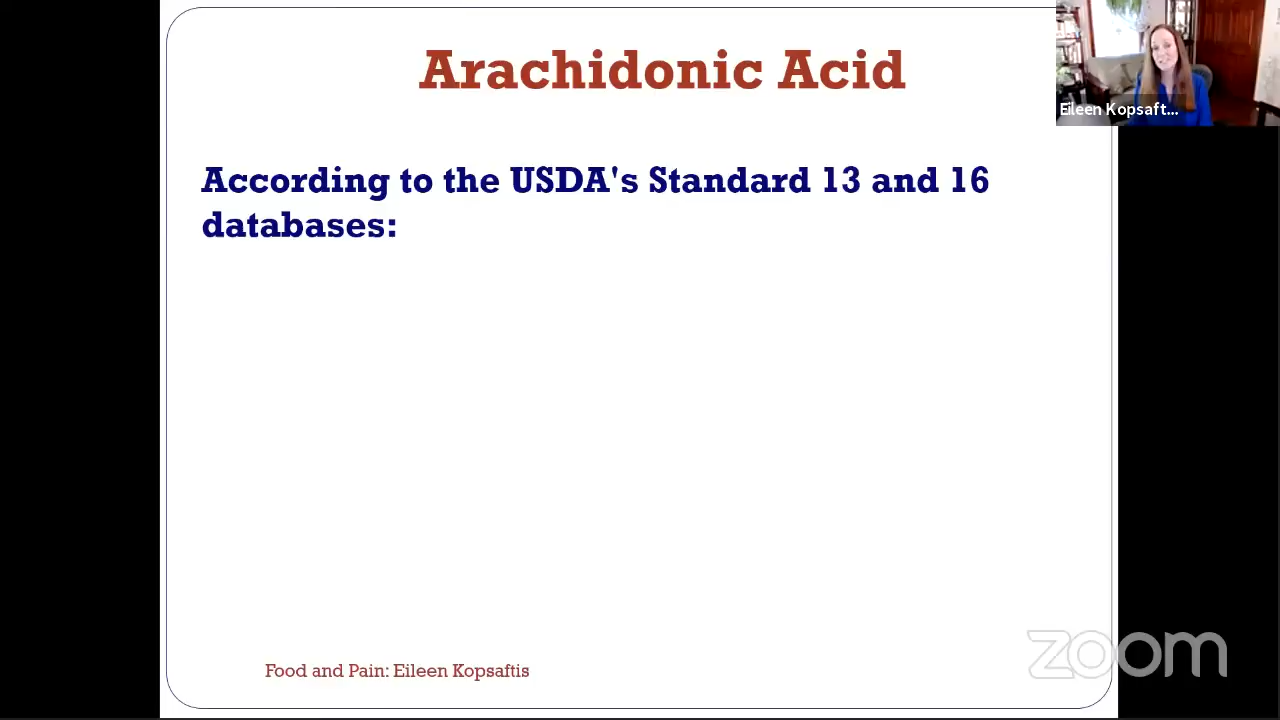 Arachidonic Acid
Eileen Kopsaft...
According to the USDA's Standard 13 and 16
databases:
Food and Pain: Eileen Kopsaftis
zoom